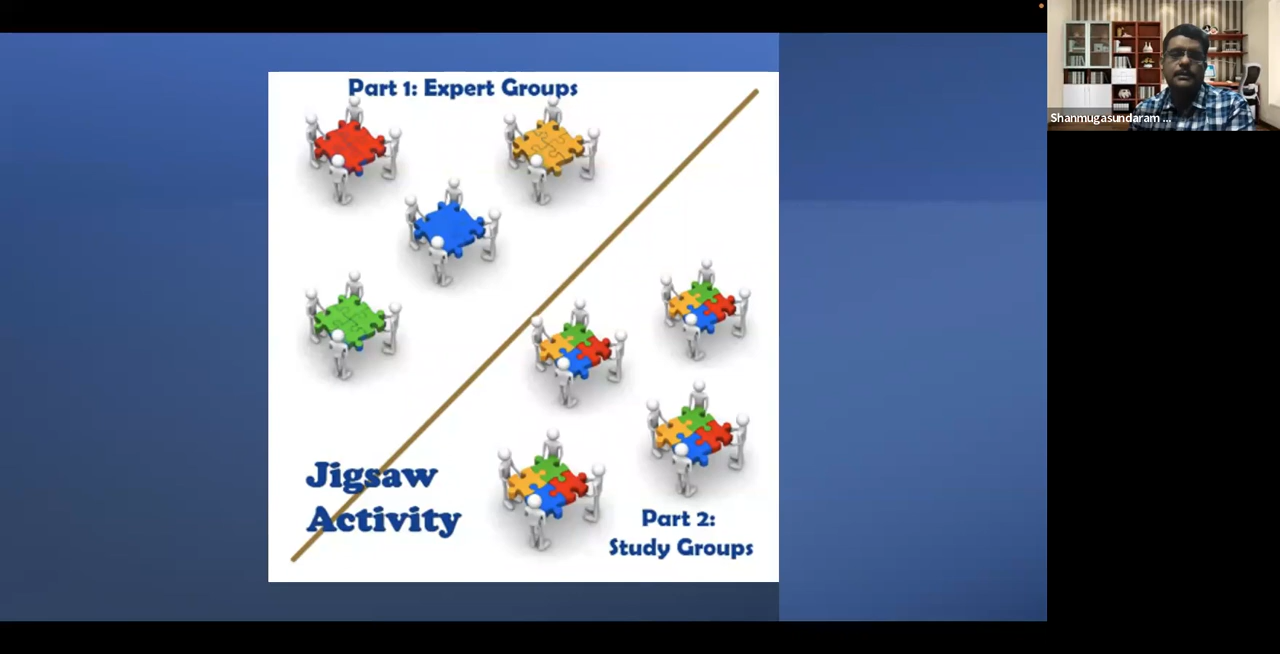 Part 1: Expert Groups
Shanmugasundaram ...
Jigsaw
Activity
Part 2:
Study Groups